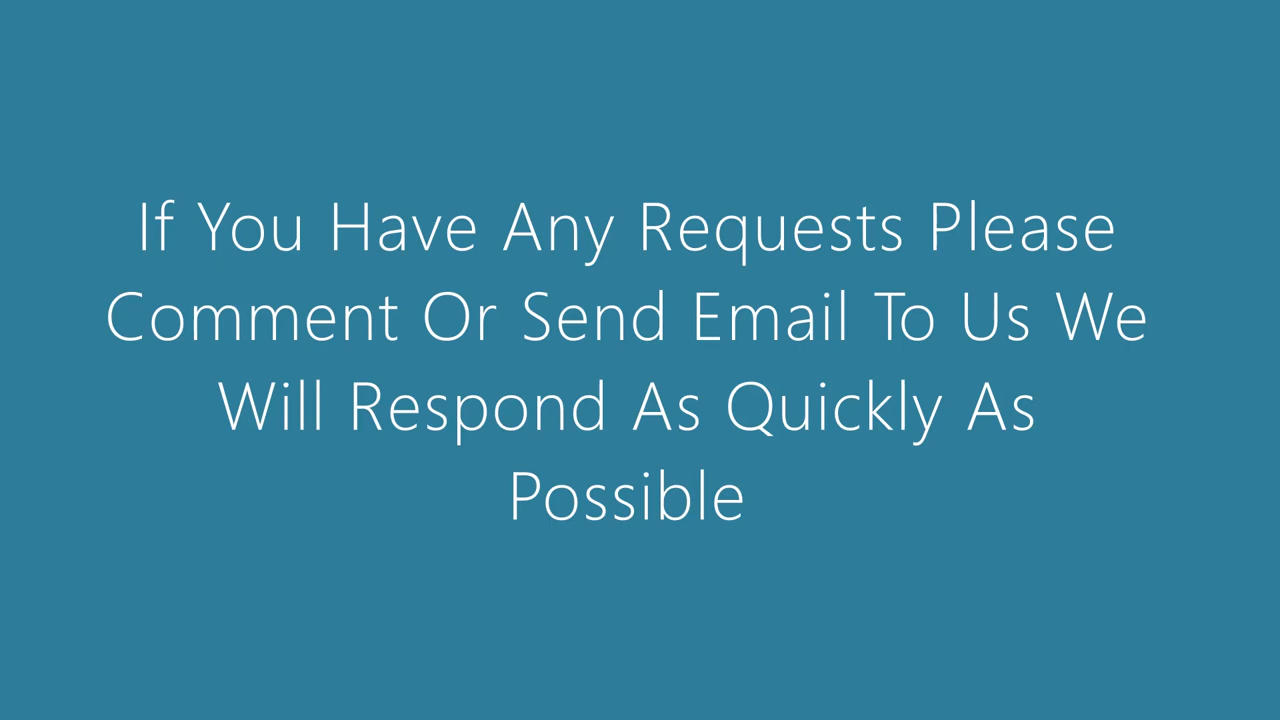 If You Have Any Requests Please
Comment Or Send Email To Us We
Will Respond As Quickly As
Possible